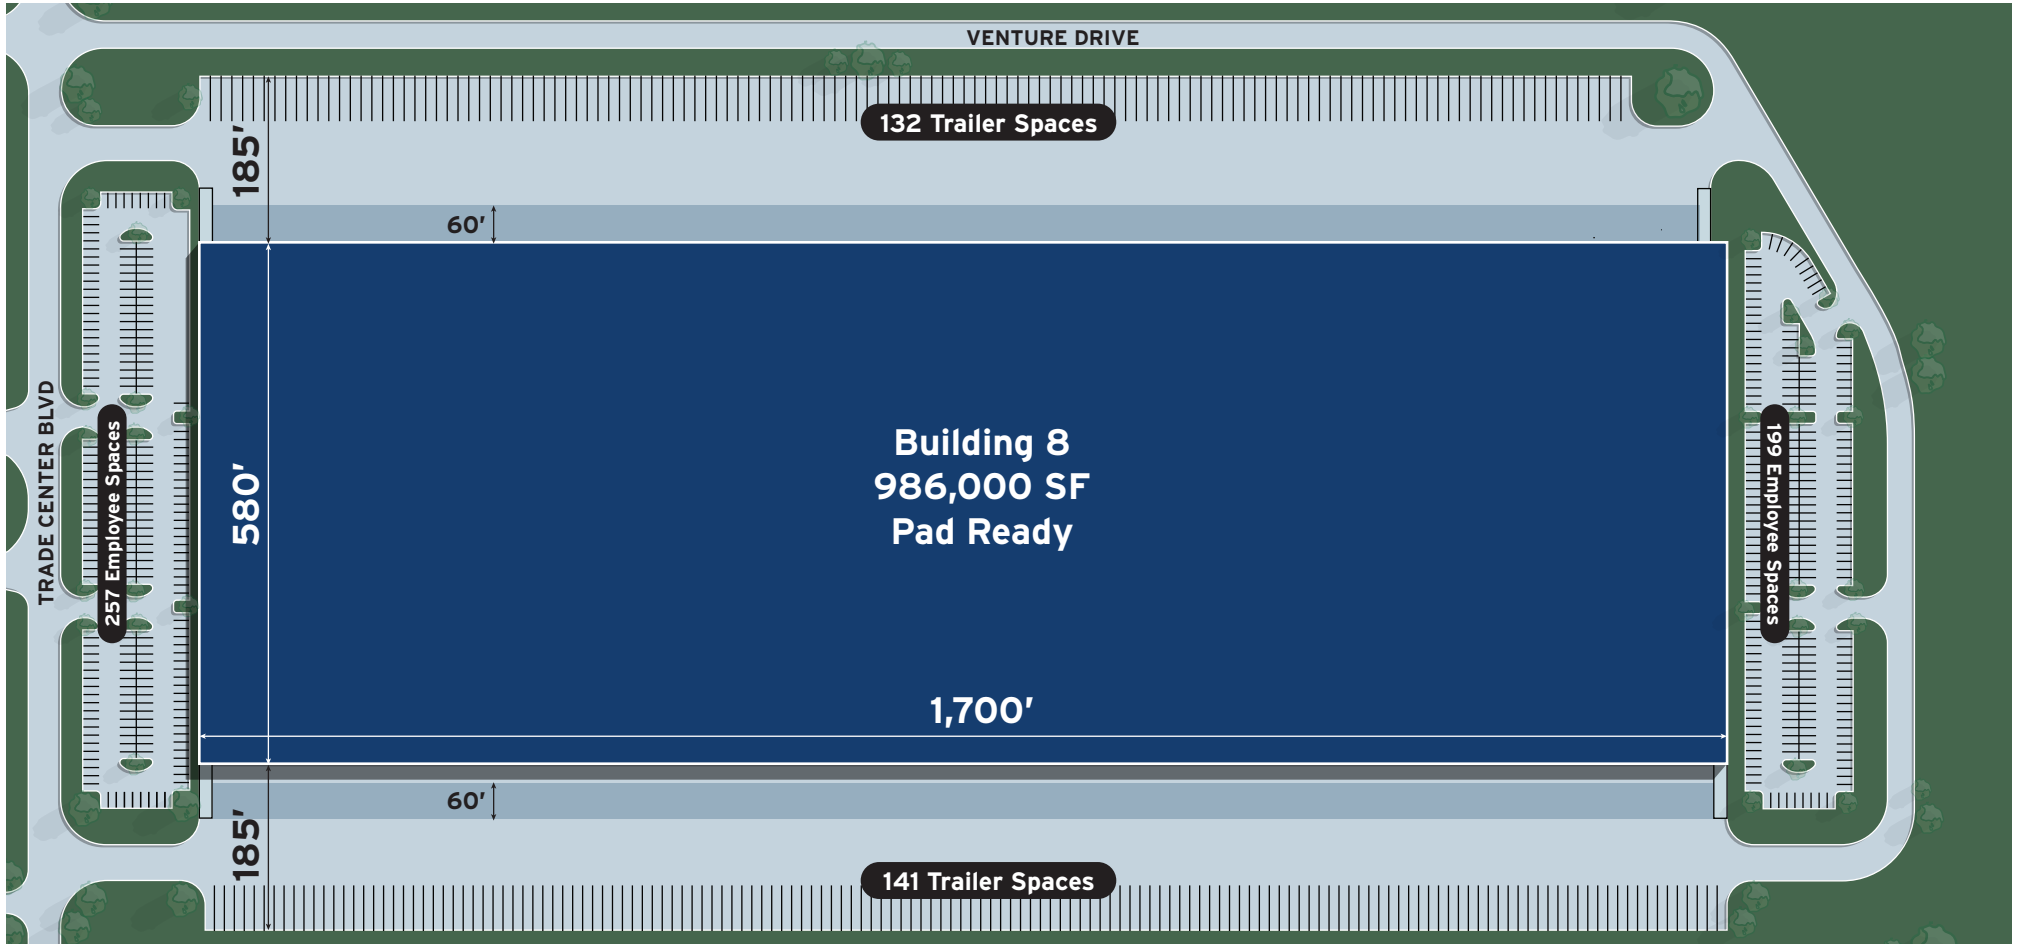 VENTURE DRIVE
132 Trailer Spaces
185′
60′
Building 8
986,000 SF
Pad Ready
TRADE CENTER BLVD
257 Employee Spaces
580′
199 Employee Spaces
1,700′
60′
185′
141 Trailer Spaces